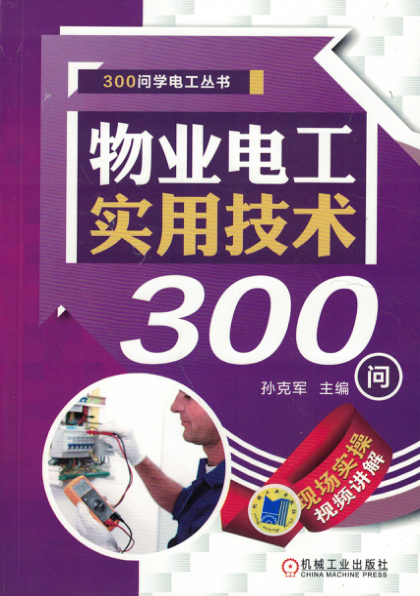 300问学电工丛书
物业电工
实用技术
300
问
孙克军 主编
现场实操
视频讲解
机械工业出版社
CHINA MACHINE PRESS